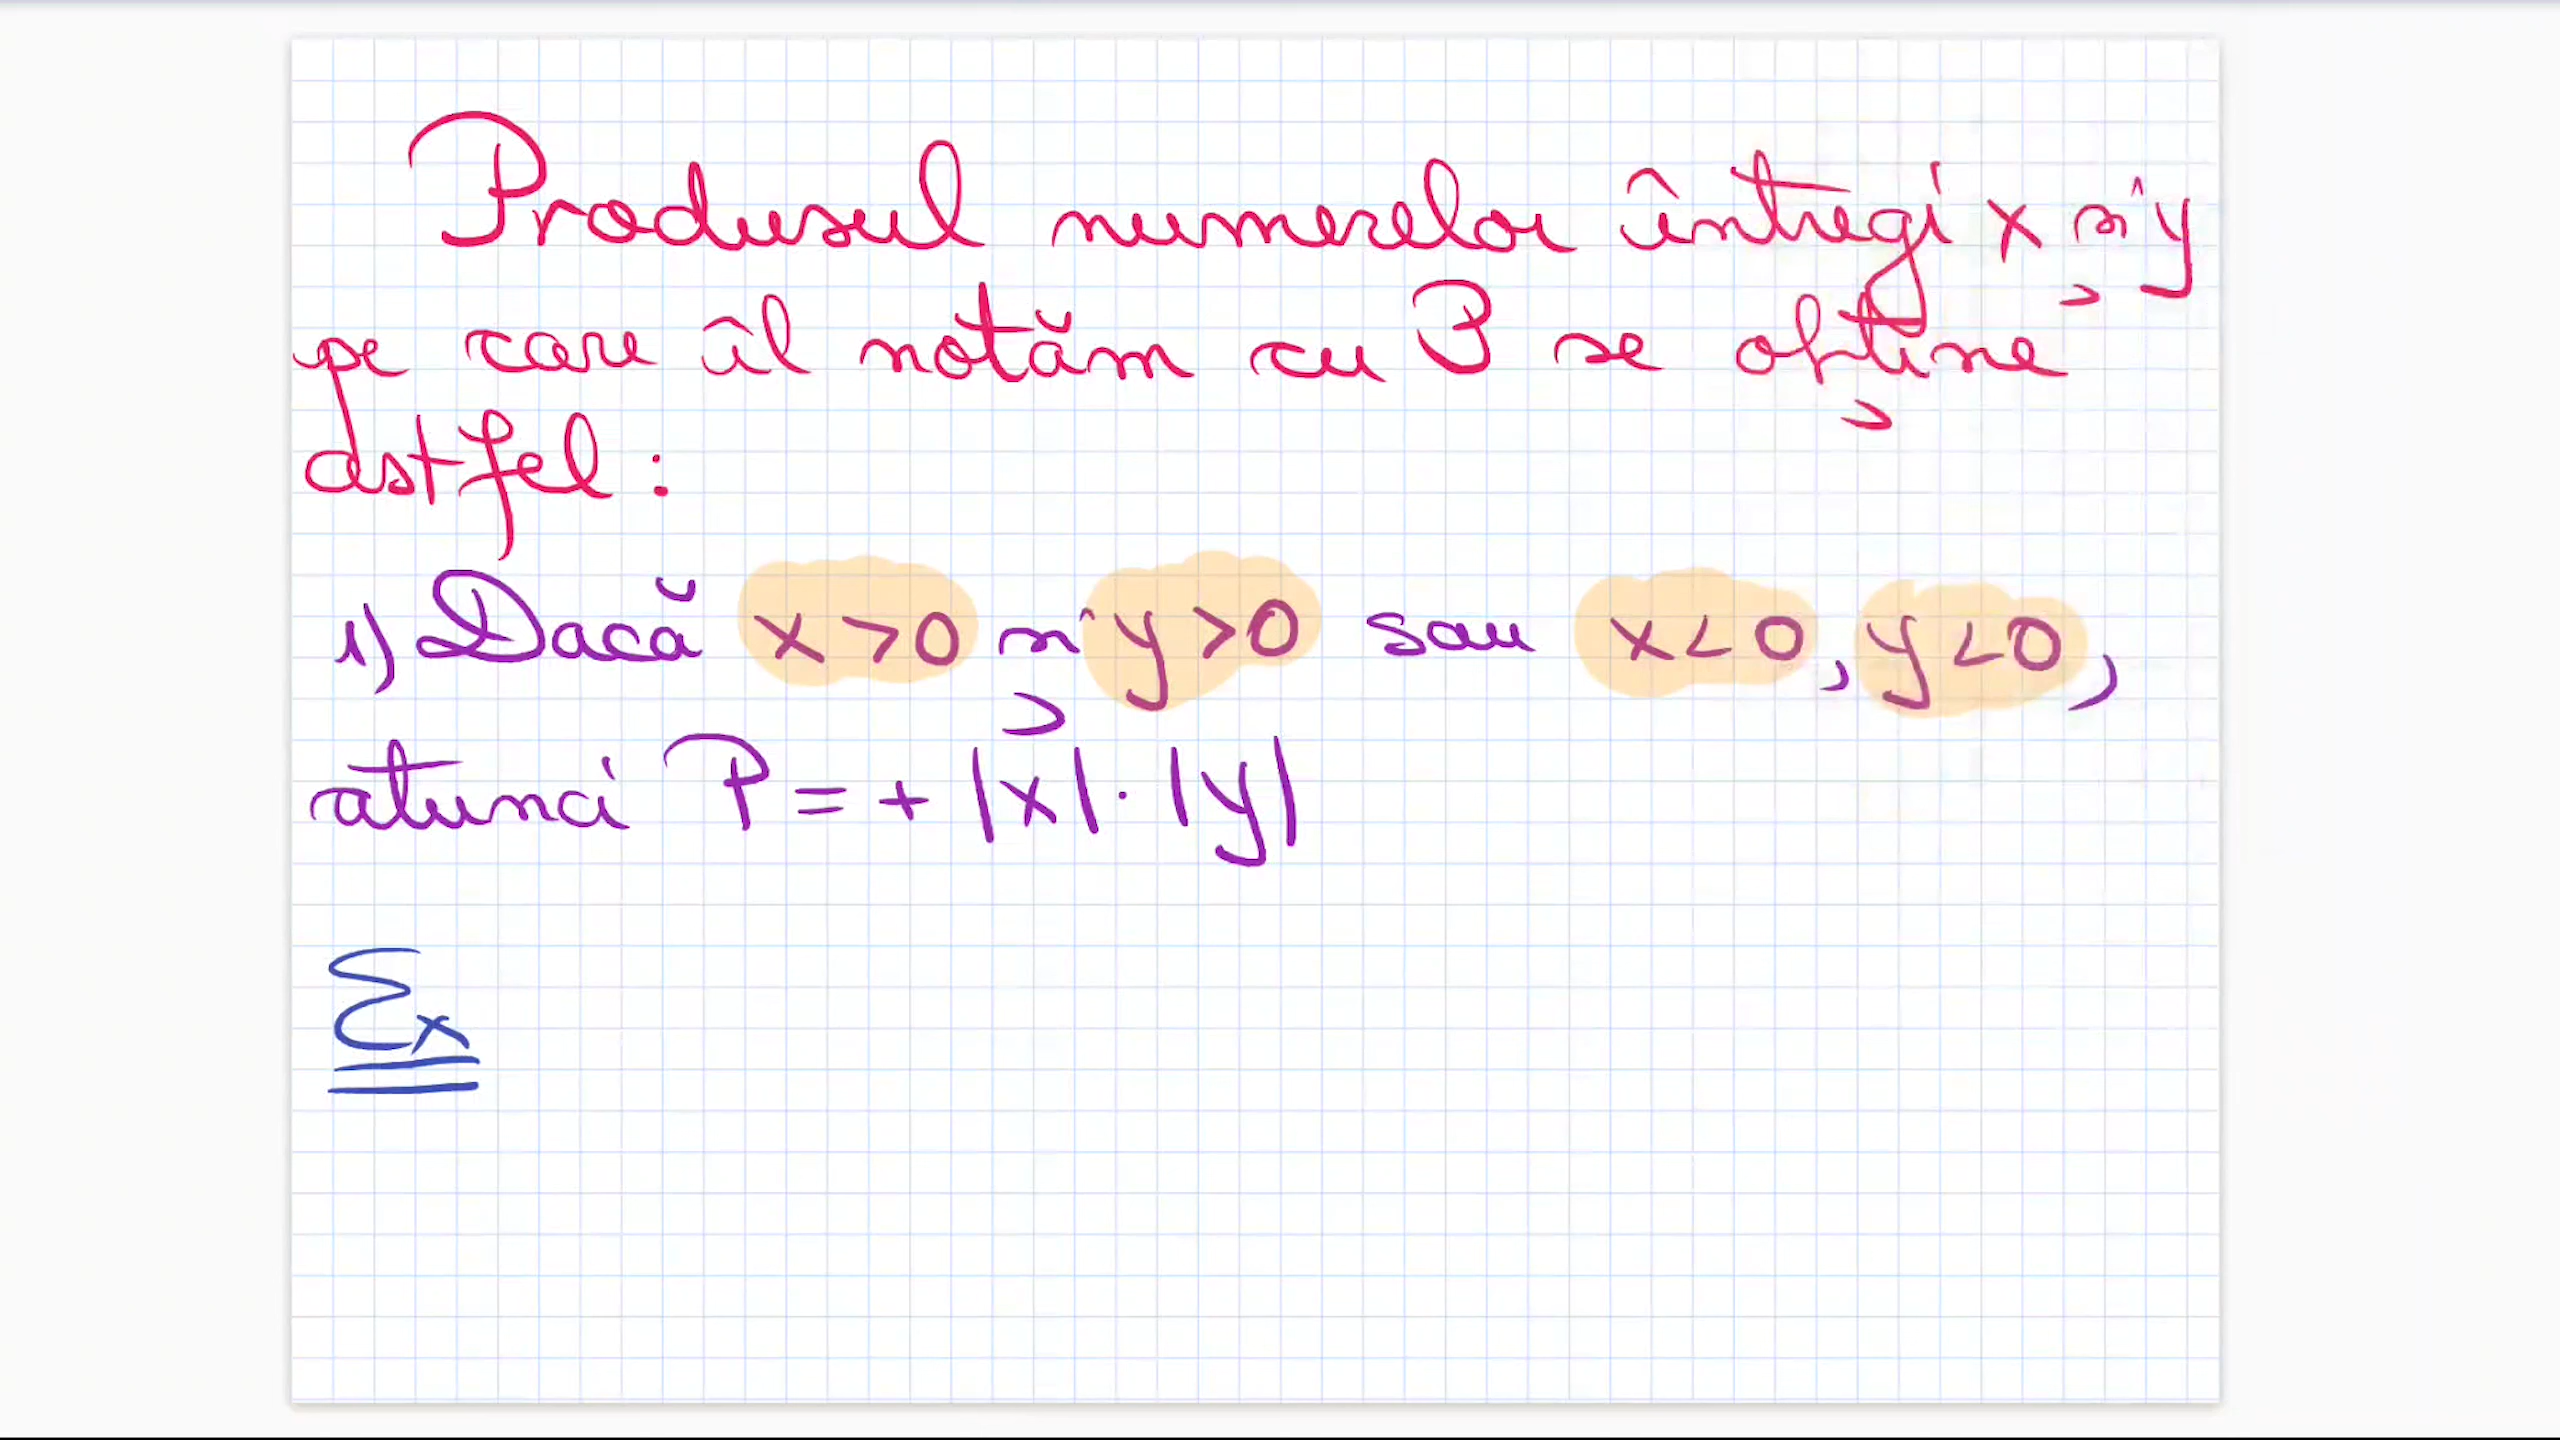 Produsul numerelor întregi x și y
pe care îl notăm cu P se obține
astfel:
1) Dacă x>0 și y>0 sau x<0, y<0,
atunci P = + |x| · |y|
Ex